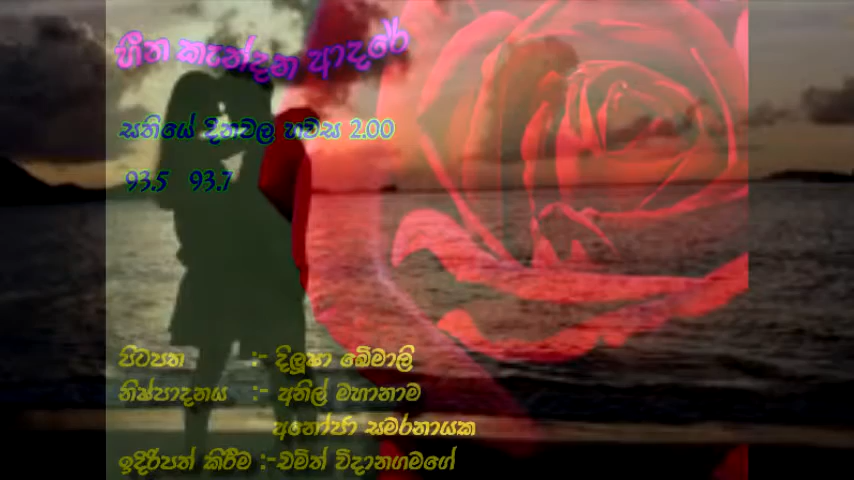 හීන කැන්දන ආදරේ
සතියේ දිනවල හවස 2.00
93.5 93.7
පිටපත :- දිලූෂා ඛේමාලි
නිෂ්පාදනය :- අනිල් මහානාම
අනෝජා සමරනායක
ඉදිරිපත් කිරීම :-චමිත් විදානගමගේ